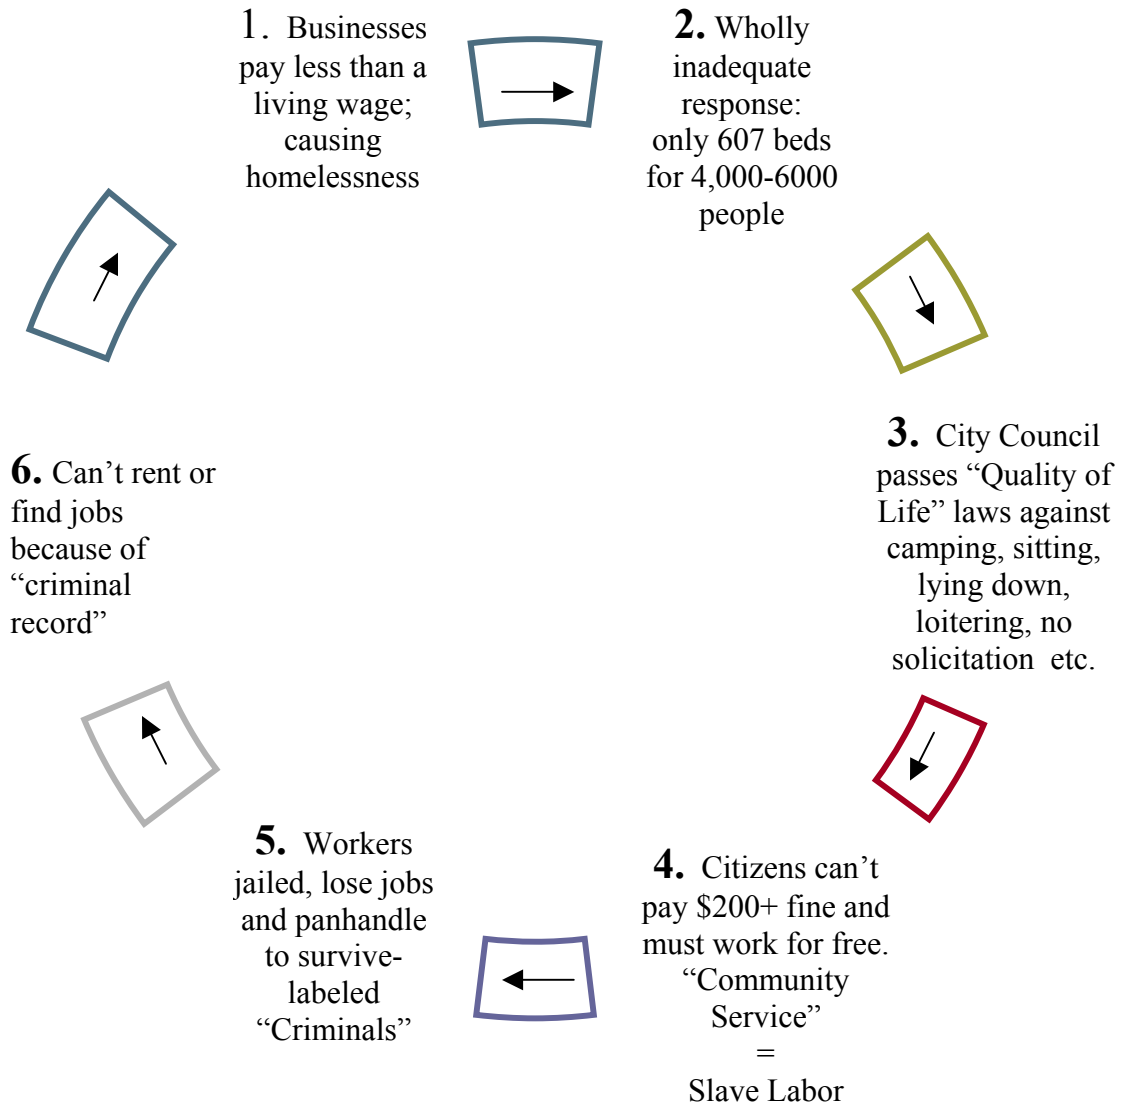 1. Businesses
pay less than a
living wage;
causing
homelessness
2. Wholly
inadequate
response:
only 607 beds
for 4,000-6000
people
3. City Council
passes “Quality of
Life” laws against
camping, sitting,
lying down,
loitering, no
solicitation etc.
4. Citizens can’t
pay $200+ fine and
must work for free.
“Community
Service”
=
Slave Labor
5. Workers
jailed, lose jobs
and panhandle
to survive-
labeled
“Criminals”
6. Can’t rent or
find jobs
because of
“criminal
record”